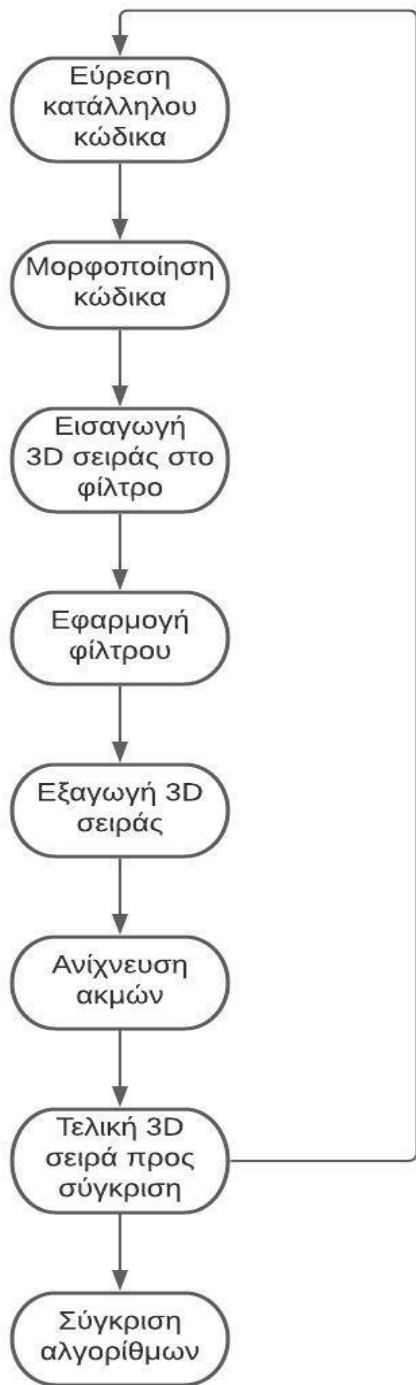 Εύρεση
κατάλληλου
κώδικα
Μορφοποίηση
κώδικα
Εισαγωγή
3D σειράς στο
φίλτρο
Εφαρμογή
φίλτρου
Εξαγωγή 3D
σειράς
Ανίχνευση
ακμών
Τελική 3D
σειρά προς
σύγκριση
Σύγκριση
αλγορίθμων